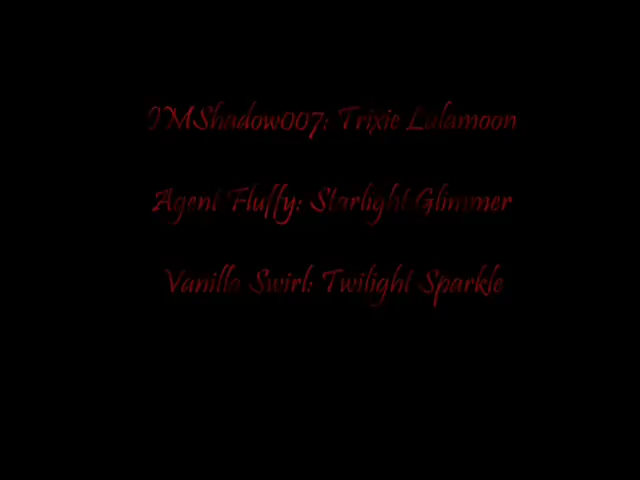 IMShadow007: Trixie Lulamoon
Agent Fluffy: Starlight Glimmer
Vanilla Swirl: Twilight Sparkle